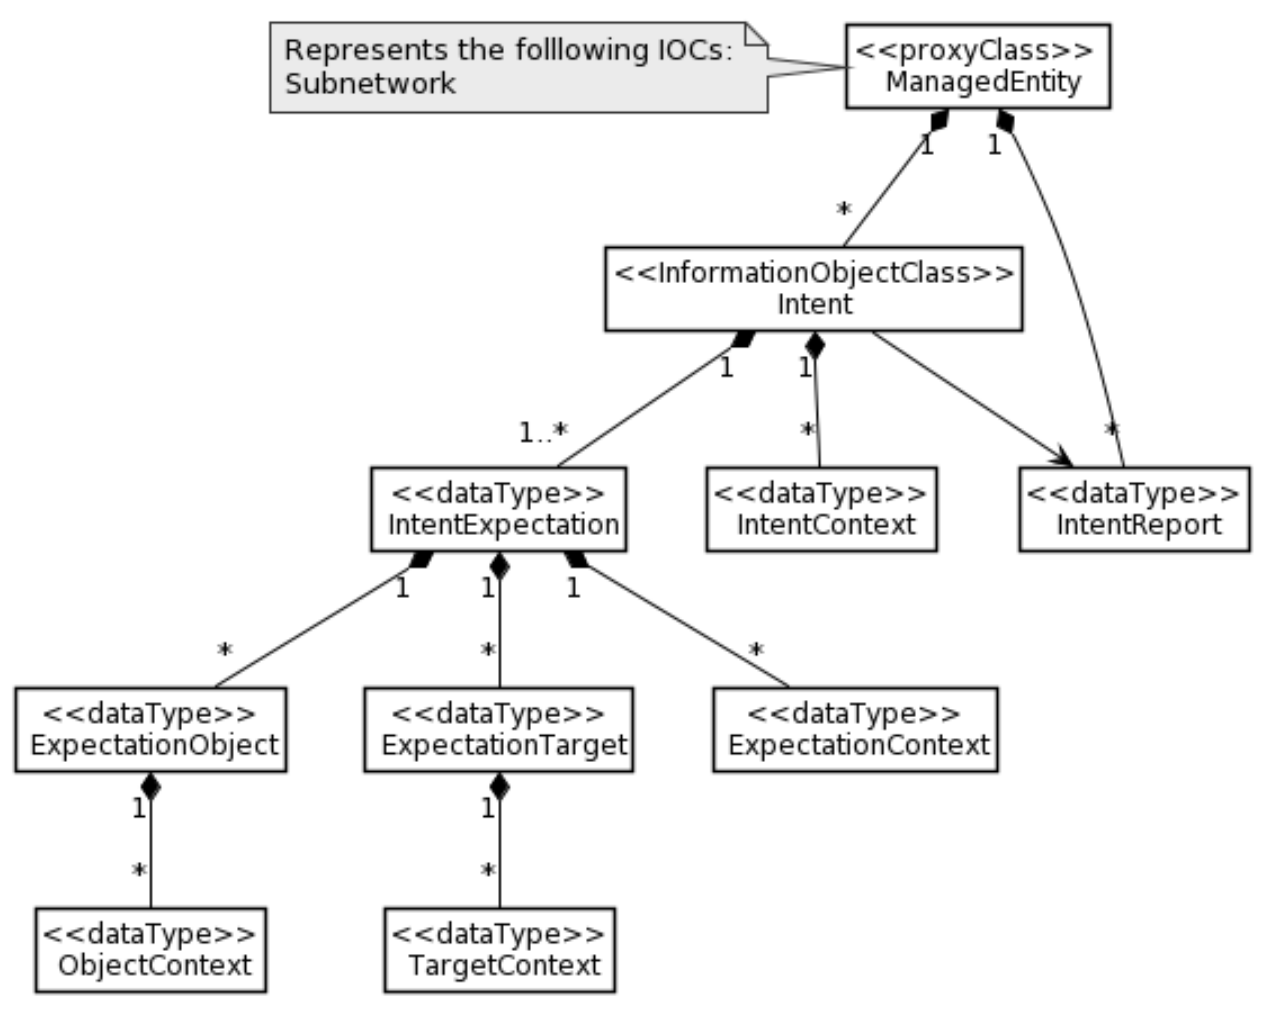 Represents the folllowing IOCs:
Subnetwork
<<proxyClass>>
ManagedEntity
1
1
*
<<InformationObjectClass>>
Intent
1
1
1..*
*
*
<<dataType>>
IntentExpectation
<<dataType>>
IntentContext
<<dataType>>
IntentReport
1
1
1
*
*
*
<<dataType>>
ExpectationObject
<<dataType>>
ExpectationTarget
<<dataType>>
ExpectationContext
1
1
*
*
<<dataType>>
ObjectContext
<<dataType>>
TargetContext